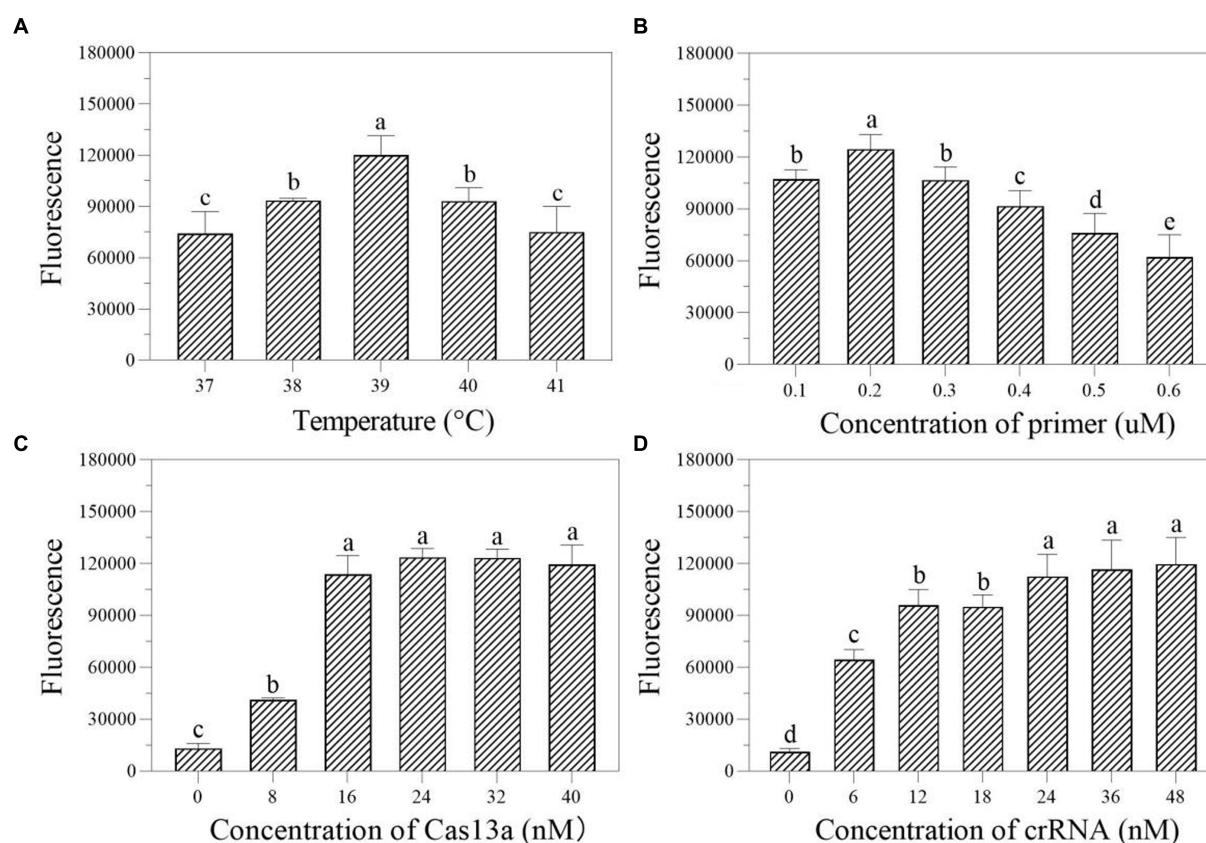 A
180000
150000
120000
90000
60000
30000
0
Fluorescence
c b a b c
37 38 39 40 41
Temperature (°C)
B
180000
150000
120000
90000
60000
30000
0
Fluorescence
b a b c d e
0.1 0.2 0.3 0.4 0.5 0.6
Concentration of primer (uM)
C
180000
150000
120000
90000
60000
30000
0
Fluorescence
c b a a a a
0 8 16 24 32 40
Concentration of Cas13a (nM）
D
180000
150000
120000
90000
60000
30000
0
Fluorescence
d c b b a a a
0 6 12 18 24 36 48
Concentration of crRNA (nM)